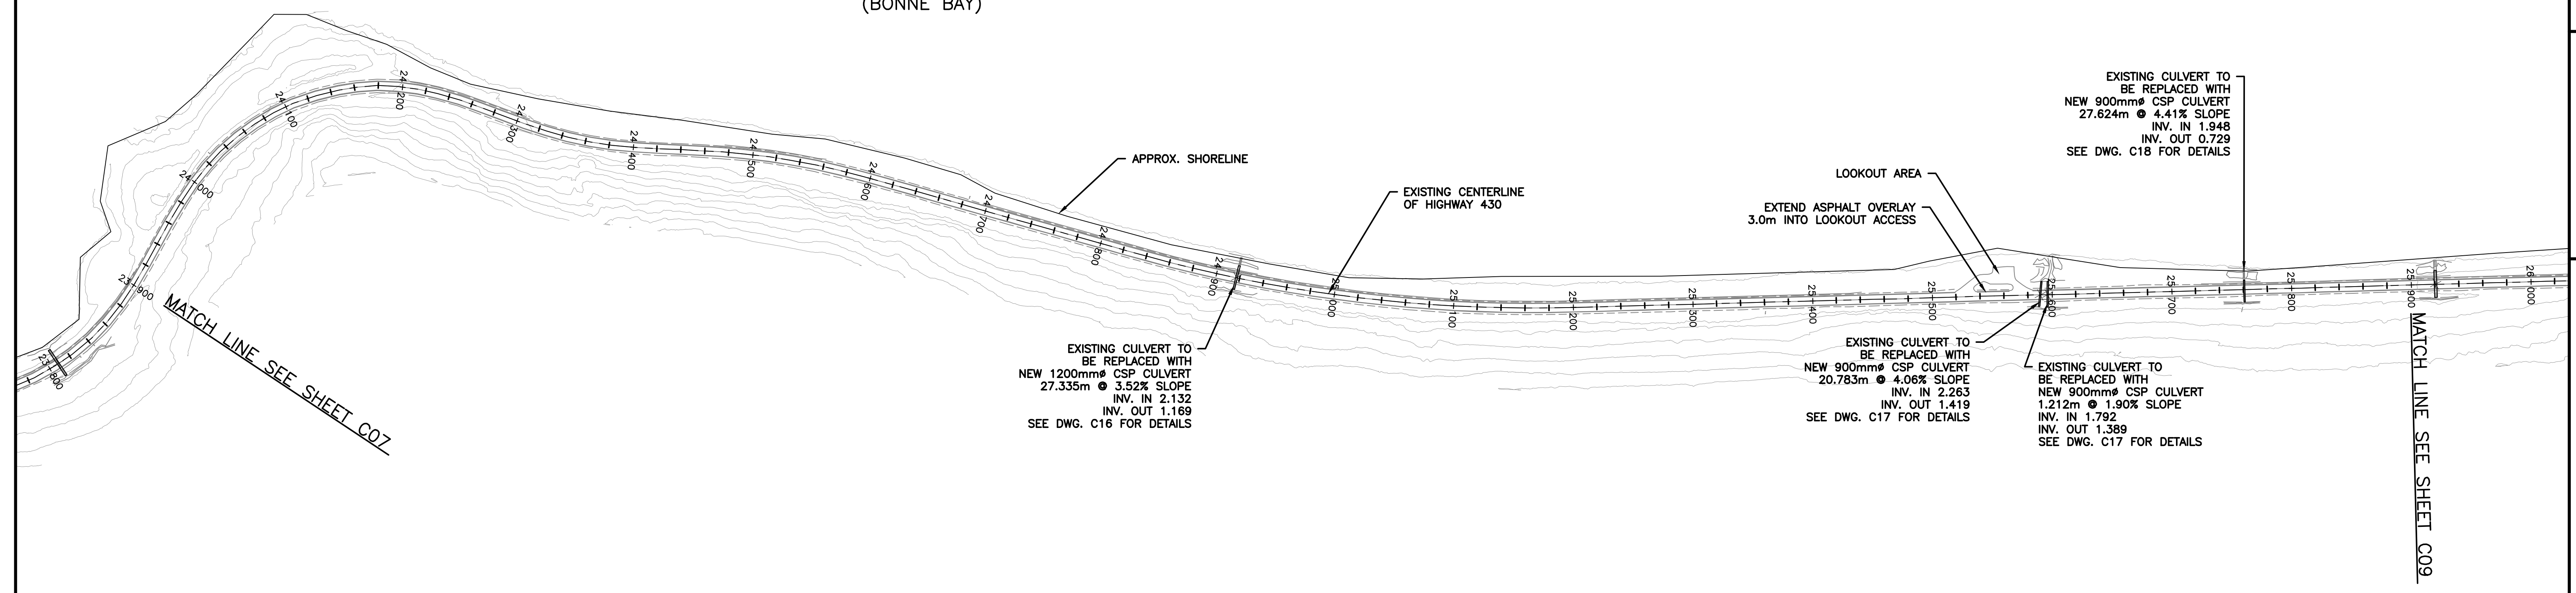 (BONNE BAY)
EXISTING CULVERT TO
BE REPLACED WITH
NEW 900mmø CSP CULVERT
27.624m @ 4.41% SLOPE
INV. IN 1.948
INV. OUT 0.729
SEE DWG. C18 FOR DETAILS
APPROX. SHORELINE
EXISTING CENTERLINE
OF HIGHWAY 430
LOOKOUT AREA
EXTEND ASPHALT OVERLAY
3.0m INTO LOOKOUT ACCESS
23+800
23+900
24+000
24+100
24+200
24+300
24+400
24+500
24+600
24+700
24+800
24+900
25+000
25+100
25+200
25+300
25+400
25+500
25+600
25+700
25+800
25+900
26+000
MATCH LINE SEE SHEET C07
EXISTING CULVERT TO
BE REPLACED WITH
NEW 1200mmø CSP CULVERT
27.335m @ 3.52% SLOPE
INV. IN 2.132
INV. OUT 1.169
SEE DWG. C16 FOR DETAILS
EXISTING CULVERT TO
BE REPLACED WITH
NEW 900mmø CSP CULVERT
20.783m @ 4.06% SLOPE
INV. IN 2.263
INV. OUT 1.419
SEE DWG. C17 FOR DETAILS
EXISTING CULVERT TO
BE REPLACED WITH
NEW 900mmø CSP CULVERT
1.212m @ 1.90% SLOPE
INV. IN 1.792
INV. OUT 1.389
SEE DWG. C17 FOR DETAILS
MATCH LINE SEE SHEET C09